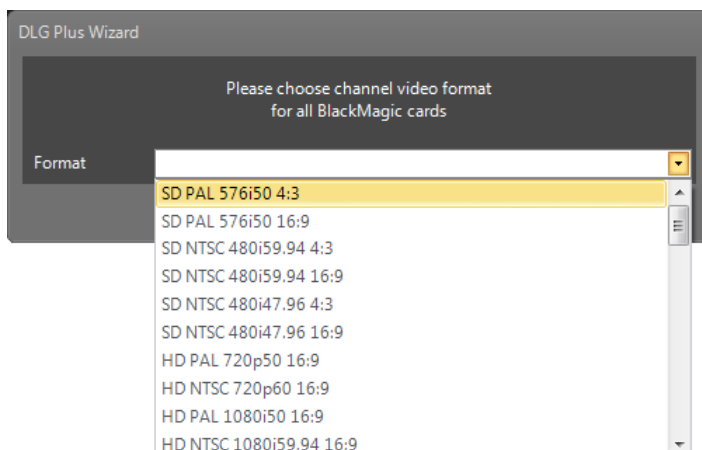 DLG Plus Wizard
Please choose channel video format
for all BlackMagic cards
Format
SD PAL 576i50 4:3
SD PAL 576i50 16:9
SD NTSC 480i59.94 4:3
SD NTSC 480i59.94 16:9
SD NTSC 480i47.96 4:3
SD NTSC 480i47.96 16:9
HD PAL 720p50 16:9
HD NTSC 720p60 16:9
HD PAL 1080i50 16:9
HD NTSC 1080i59.94 16:9